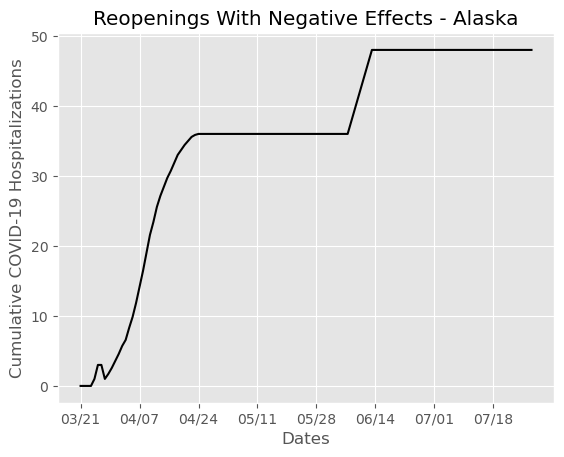 Reopenings With Negative Effects - Alaska
Cumulative COVID-19 Hospitalizations
50
40
30
20
10
0
03/21 04/07 04/24 05/11 05/28 06/14 07/01 07/18
Dates